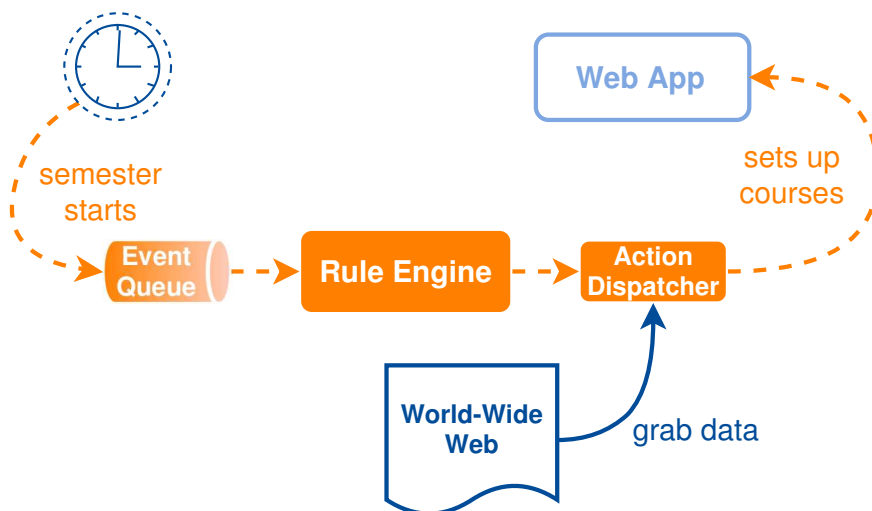 Web App
semester
starts
sets up
courses
Event
Queue
Rule Engine
Action
Dispatcher
World-Wide
Web
grab data